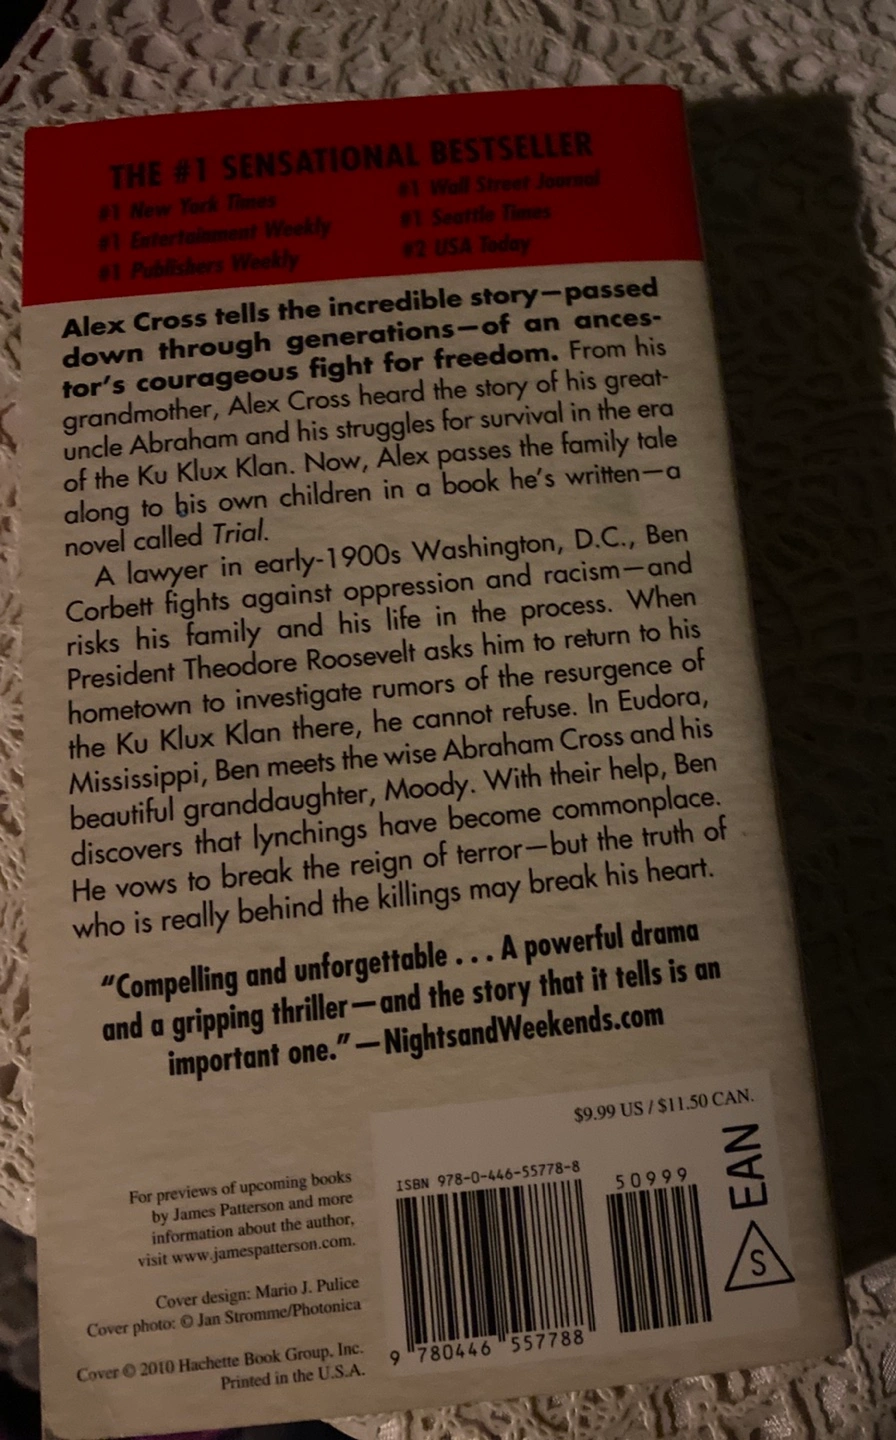 THE #1 SENSATIONAL BESTSELLER
#1 New York Times
#1 Entertainment Weekly
#1 Publishers Weekly
#1 Wall Street Journal
#1 Seattle Times
#2 USA Today
Alex Cross tells the incredible story—passed
down through generations—of an ances-
tor's courageous fight for freedom. From his
grandmother, Alex Cross heard the story of his great-
uncle Abraham and his struggles for survival in the era
of the Ku Klux Klan. Now, Alex passes the family tale
along to his own children in a book he's written—a
novel called Trial.
A lawyer in early-1900s Washington, D.C., Ben
Corbett fights against oppression and racism—and
risks his family and his life in the process. When
President Theodore Roosevelt asks him to return to his
hometown to investigate rumors of the resurgence of
the Ku Klux Klan there, he cannot refuse. In Eudora,
Mississippi, Ben meets the wise Abraham Cross and his
beautiful granddaughter, Moody. With their help, Ben
discovers that lynchings have become commonplace.
He vows to break the reign of terror—but the truth of
who is really behind the killings may break his heart.
"Compelling and unforgettable . . . A powerful drama
and a gripping thriller—and the story that it tells is an
important one."—NightsandWeekends.com
$9.99 US / $11.50 CAN.
For previews of upcoming books
by James Patterson and more
information about the author,
visit www.jamespatterson.com.
Cover design: Mario J. Pulice
Cover photo: © Jan Stromme/Photonica
Cover © 2010 Hachette Book Group, Inc.
Printed in the U.S.A.
ISBN 978-0-446-55778-8
50999
9 780446 557788
EAN
S